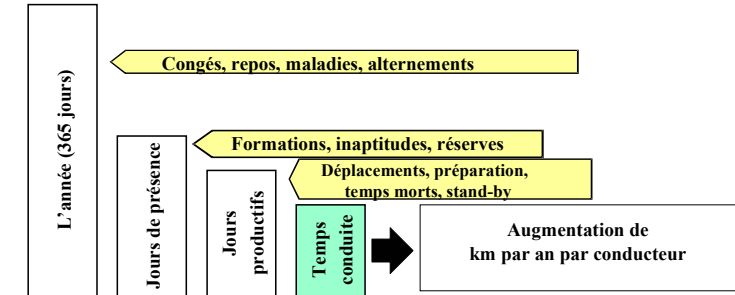 L'année (365 jours)
Congés, repos, maladies, alternements
Jours de présence
Formations, inaptitudes, réserves
Jours
productifs
Déplacements, préparation,
temps morts, stand-by
Temps
conduite
Augmentation de
km par an par conducteur